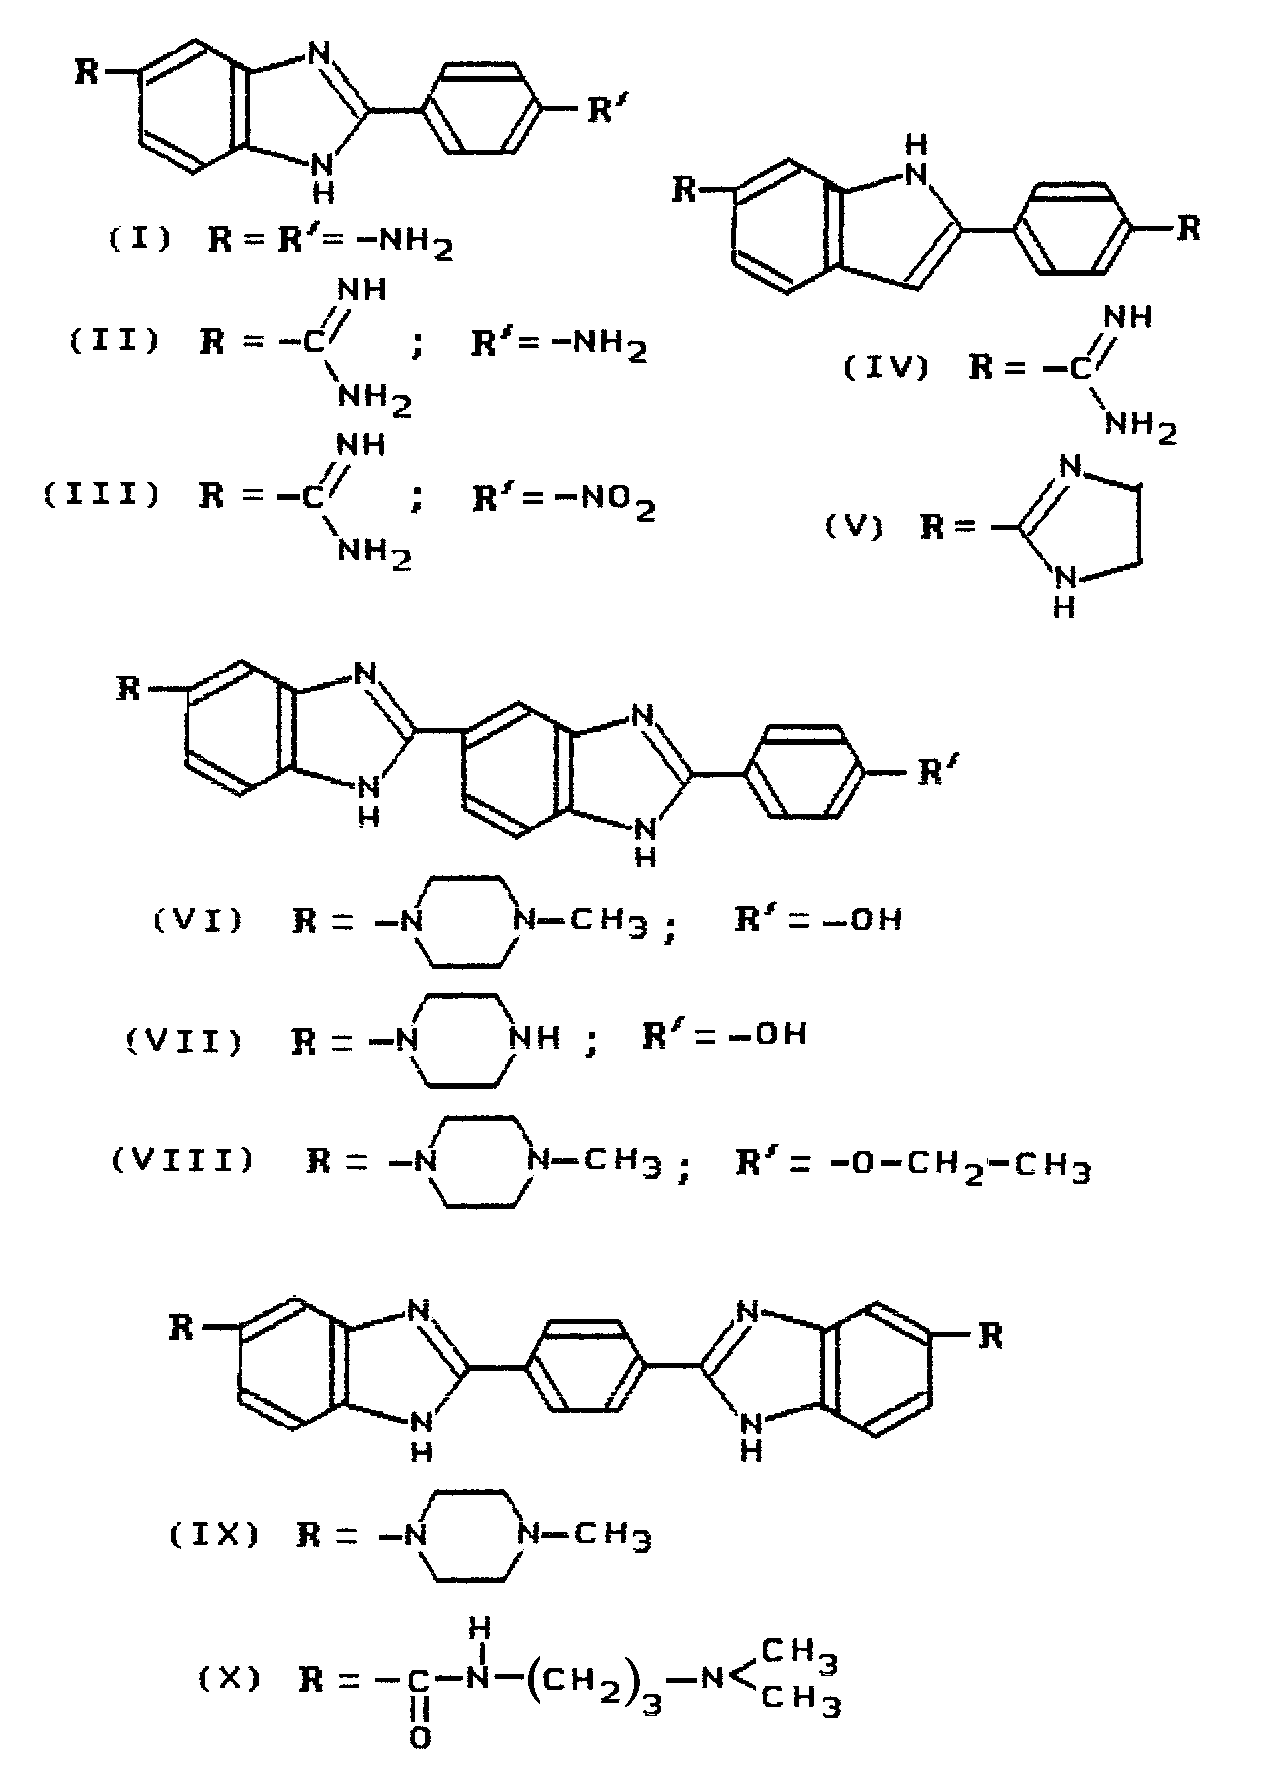 R N R′
N
H
(I) R = R′ = –NH2
H
R N R
NH
(II) R = –C ; R′ = –NH2
NH2
NH
(IV) R = –C
NH2
NH
(III) R = –C ; R′ = –NO2
NH2
N
(V) R =
N
H
R N N R′
N N
H H
(VI) R = –N N–CH3 ; R′ = –OH
(VII) R = –N NH ; R′ = –OH
(VIII) R = –N N–CH3 ; R′ = –O–CH2–CH3
R N N R
N N
H H
(IX) R = –N N–CH3
H
(X) R = –C–N–(CH2)3–N CH3
CH3
O